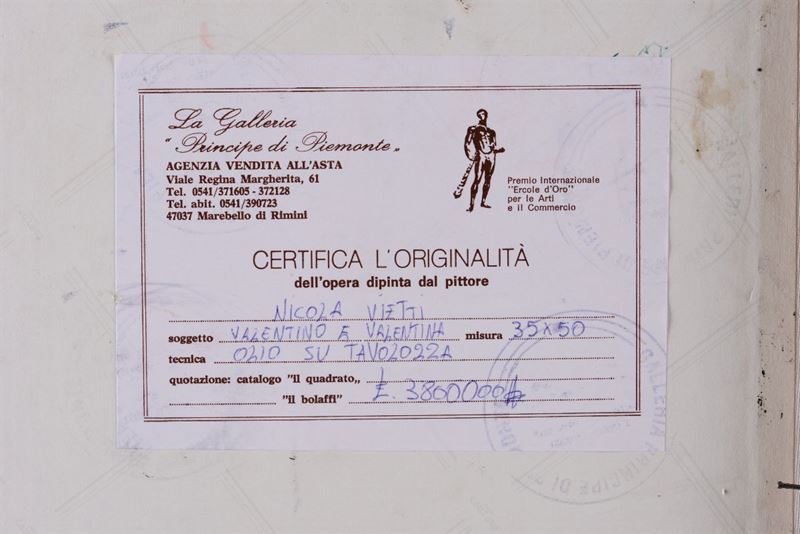 La Galleria
"Principe di Piemonte„
AGENZIA VENDITA ALL'ASTA
Viale Regina Margherita, 61
Tel. 0541/371605 - 372128
Tel. abit. 0541/390723
47037 Marebello di Rimini
Premio Internazionale
"Ercole d'Oro"
per le Arti
e il Commercio
CERTIFICA L'ORIGINALITÀ
dell'opera dipinta dal pittore
NICOLA VIETTI
soggetto VALENTINO E VALENTINA misura 35x50
tecnica OLIO SU TAVOLOZZA
quotazione: catalogo "il quadrato„
"il bolaffi" £. 3800000
GALLERIA PRINCIPE DI